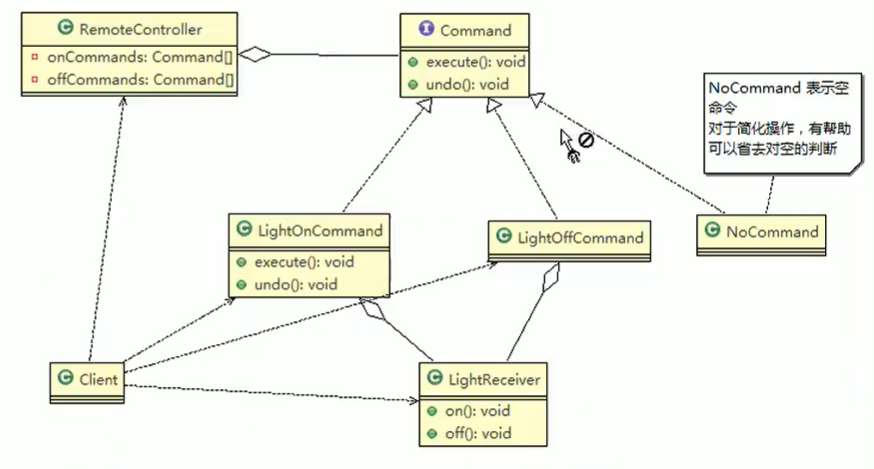 RemoteController
onCommands: Command[]
offCommands: Command[]
Command
execute(): void
undo(): void
NoCommand 表示空
命令
对于简化操作，有帮助
可以省去对空的判断
LightOnCommand
execute(): void
undo(): void
LightOffCommand
NoCommand
Client
LightReceiver
on(): void
off(): void